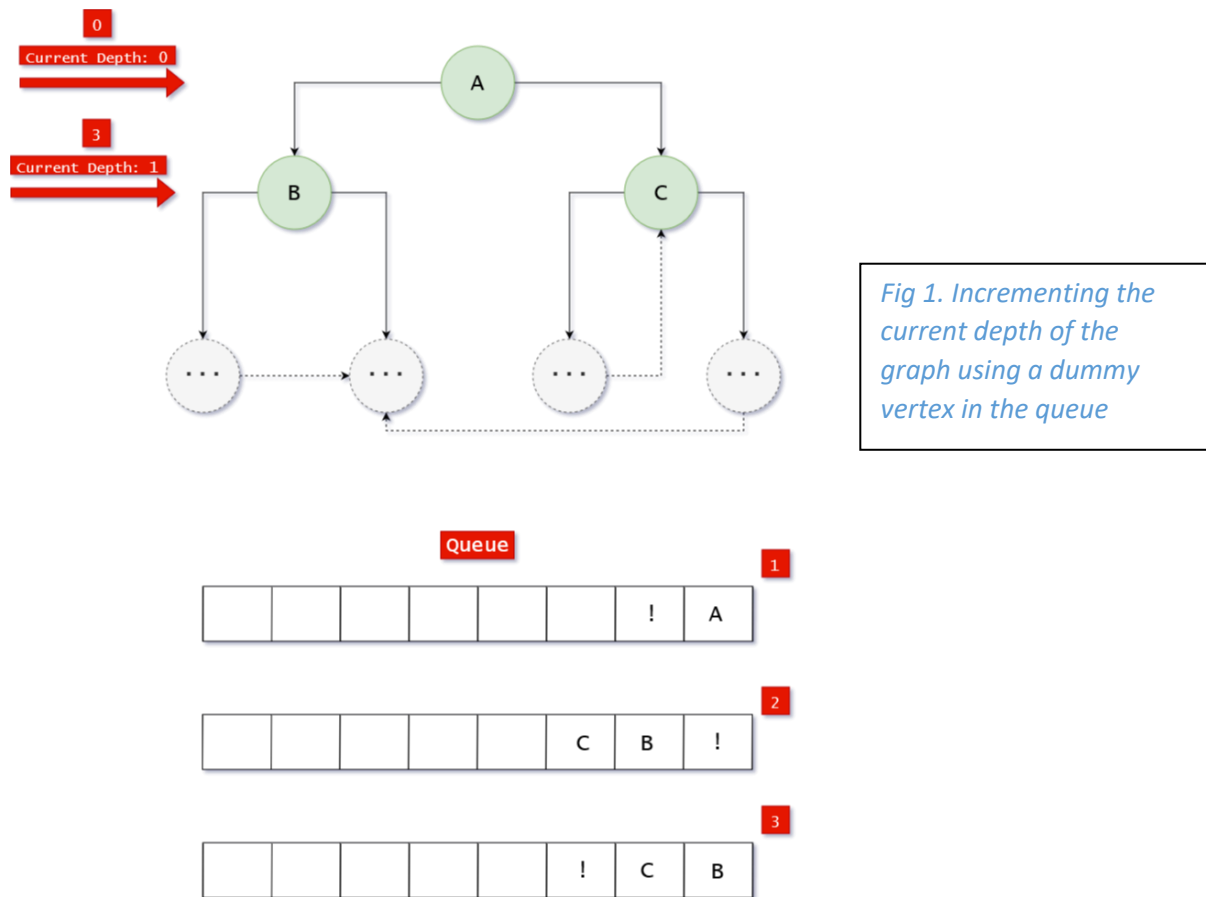 0
Current Depth: 0
A
3
Current Depth: 1
B
C
Fig 1. Incrementing the
current depth of the
graph using a dummy
vertex in the queue
... ... ... ...
Queue
1
! A
2
C B !
3
! C B